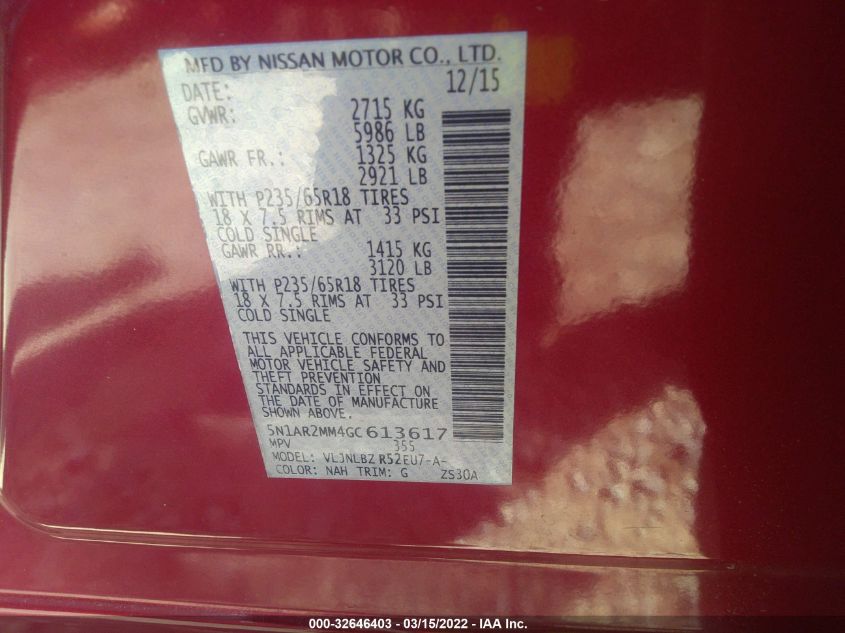 MFD BY NISSAN MOTOR CO., LTD.
DATE: 12/15
GVWR: 2715 KG
5986 LB
GAWR FR.: 1325 KG
2921 LB
WITH P235/65R18 TIRES
18 X 7.5 RIMS AT 33 PSI
COLD SINGLE
GAWR RR.: 1415 KG
3120 LB
WITH P235/65R18 TIRES
18 X 7.5 RIMS AT 33 PSI
COLD SINGLE
THIS VEHICLE CONFORMS TO
ALL APPLICABLE FEDERAL
MOTOR VEHICLE SAFETY AND
THEFT PREVENTION
STANDARDS IN EFFECT ON
THE DATE OF MANUFACTURE
SHOWN ABOVE.
5N1AR2MM4GC613617
MPV 355
MODEL: VLJNLBZ R52EU7-A-
COLOR: NAH TRIM: G ZS30A
000-32646403 - 03/15/2022 - IAA Inc.